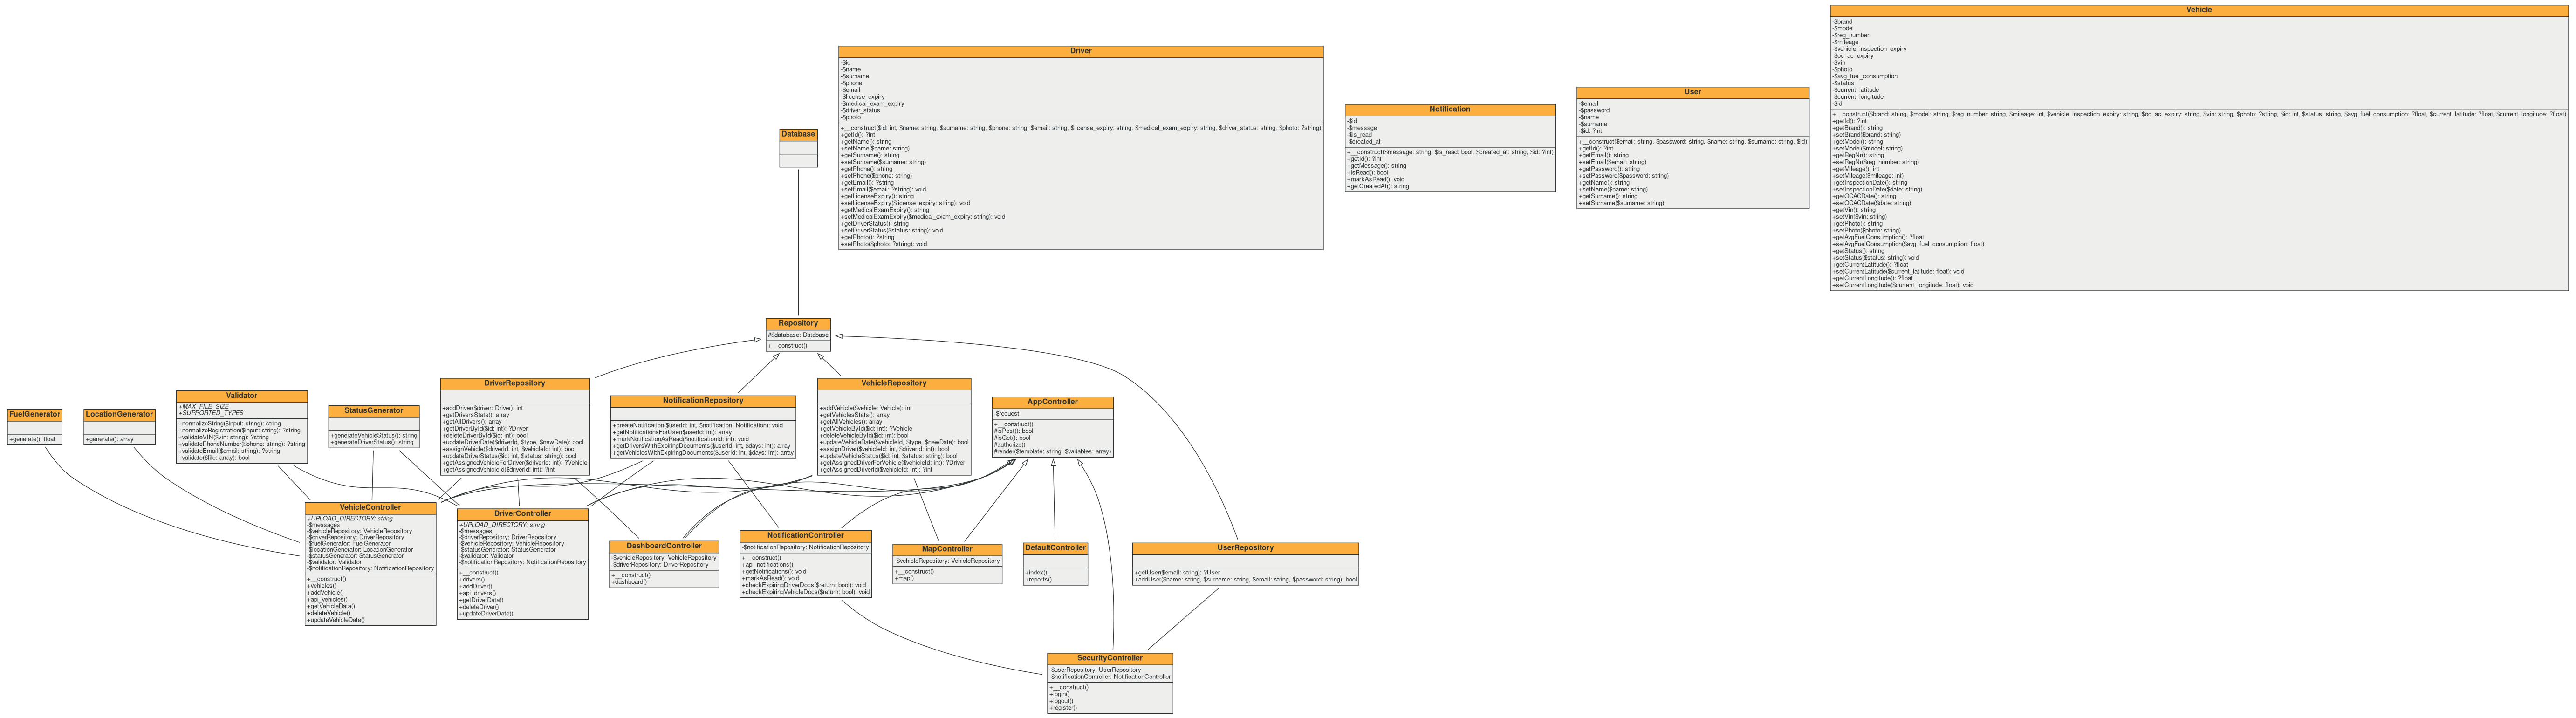 Vehicle
-$brand
-$model
-$reg_number
-$mileage
-$vehicle_inspection_expiry
-$oc_ac_expiry
-$vin
-$photo
-$avg_fuel_consumption
-$status
-$current_latitude
-$current_longitude
-$id
+__construct($brand: string, $model: string, $reg_number: string, $mileage: int, $vehicle_inspection_expiry: string, $oc_ac_expiry: string, $vin: string, $photo: ?string, $id: int, $status: string, $avg_fuel_consumption: ?float, $current_latitude: ?float, $current_longitude: ?float)
+getId(): ?int
+getBrand(): string
+setBrand($brand: string)
+getModel(): string
+setModel($model: string)
+getRegNr(): string
+setRegNr($reg_number: string)
+getMileage(): int
+setMileage($mileage: int)
+getInspectionDate(): string
+setInspectionDate($date: string)
+getOCACDate(): string
+setOCACDate($date: string)
+getVin(): string
+setVin($vin: string)
+getPhoto(): string
+setPhoto($photo: string)
+getAvgFuelConsumption(): ?float
+setAvgFuelConsumption($avg_fuel_consumption: float)
+getStatus(): string
+setStatus($status: string): void
+getCurrentLatitude(): ?float
+setCurrentLatitude($current_latitude: float): void
+getCurrentLongitude(): ?float
+setCurrentLongitude($current_longitude: float): void
Driver
-$id
-$name
-$surname
-$phone
-$email
-$license_expiry
-$medical_exam_expiry
-$driver_status
-$photo
+__construct($id: int, $name: string, $surname: string, $phone: string, $email: string, $license_expiry: string, $medical_exam_expiry: string, $driver_status: string, $photo: ?string)
+getId(): ?int
+getName(): string
+setName($name: string)
+getSurname(): string
+setSurname($surname: string)
+getPhone(): string
+setPhone($phone: string)
+getEmail(): ?string
+setEmail($email: ?string): void
+getLicenseExpiry(): string
+setLicenseExpiry($license_expiry: string): void
+getMedicalExamExpiry(): string
+setMedicalExamExpiry($medical_exam_expiry: string): void
+getDriverStatus(): string
+setDriverStatus($status: string): void
+getPhoto(): ?string
+setPhoto($photo: ?string): void
User
-$email
-$password
-$name
-$surname
-$id: ?int
+__construct($email: string, $password: string, $name: string, $surname: string, $id)
+getId(): ?int
+getEmail(): string
+setEmail($email: string)
+getPassword(): string
+setPassword($password: string)
+getName(): string
+setName($name: string)
+getSurname(): string
+setSurname($surname: string)
Notification
-$id
-$message
-$is_read
-$created_at
+__construct($message: string, $is_read: bool, $created_at: string, $id: ?int)
+getId(): ?int
+getMessage(): string
+isRead(): bool
+markAsRead(): void
+getCreatedAt(): string
Database
Repository
#$database: Database
+__construct()
FuelGenerator
+generate(): float
LocationGenerator
+generate(): array
Validator
+MAX_FILE_SIZE
+SUPPORTED_TYPES
+normalizeString($input: string): string
+normalizeRegistration($input: string): ?string
+validateVIN($vin: string): ?string
+validatePhoneNumber($phone: string): ?string
+validateEmail($email: string): ?string
+validate($file: array): bool
StatusGenerator
+generateVehicleStatus(): string
+generateDriverStatus(): string
DriverRepository
+addDriver($driver: Driver): int
+getDriversStats(): array
+getAllDrivers(): array
+getDriverById($id: int): ?Driver
+deleteDriverById($id: int): bool
+updateDriverDate($driverId, $type, $newDate): bool
+assignVehicle($driverId: int, $vehicleId: int): bool
+updateDriverStatus($id: int, $status: string): bool
+getAssignedVehicleForDriver($driverId: int): ?Vehicle
+getAssignedVehicleId($driverId: int): ?int
NotificationRepository
+createNotification($userId: int, $notification: Notification): void
+getNotificationsForUser($userId: int): array
+markNotificationAsRead($notificationId: int): void
+getDriversWithExpiringDocuments($userId: int, $days: int): array
+getVehiclesWithExpiringDocuments($userId: int, $days: int): array
VehicleRepository
+addVehicle($vehicle: Vehicle): int
+getVehiclesStats(): array
+getAllVehicles(): array
+getVehicleById($id: int): ?Vehicle
+deleteVehicleById($id: int): bool
+updateVehicleDate($vehicleId, $type, $newDate): bool
+assignDriver($vehicleId: int, $driverId: int): bool
+updateVehicleStatus($id: int, $status: string): bool
+getAssignedDriverForVehicle($vehicleId: int): ?Driver
+getAssignedDriverId($vehicleId: int): ?int
AppController
-$request
+__construct()
#isPost(): bool
#isGet(): bool
#authorize()
#render($template: string, $variables: array)
VehicleController
+UPLOAD_DIRECTORY: string
-$messages
-$vehicleRepository: VehicleRepository
-$driverRepository: DriverRepository
-$fuelGenerator: FuelGenerator
-$locationGenerator: LocationGenerator
-$statusGenerator: StatusGenerator
-$validator: Validator
-$notificationRepository: NotificationRepository
+__construct()
+vehicles()
+addVehicle()
+api_vehicles()
+getVehicleData()
+deleteVehicle()
+updateVehicleDate()
DriverController
+UPLOAD_DIRECTORY: string
-$messages
-$driverRepository: DriverRepository
-$vehicleRepository: VehicleRepository
-$statusGenerator: StatusGenerator
-$validator: Validator
-$notificationRepository: NotificationRepository
+__construct()
+drivers()
+addDriver()
+api_drivers()
+getDriverData()
+deleteDriver()
+updateDriverDate()
DashboardController
-$vehicleRepository: VehicleRepository
-$driverRepository: DriverRepository
+__construct()
+dashboard()
NotificationController
-$notificationRepository: NotificationRepository
+__construct()
+api_notifications()
+getNotifications(): void
+markAsRead(): void
+checkExpiringDriverDocs($return: bool): void
+checkExpiringVehicleDocs($return: bool): void
MapController
-$vehicleRepository: VehicleRepository
+__construct()
+map()
DefaultController
+index()
+reports()
UserRepository
+getUser($email: string): ?User
+addUser($name: string, $surname: string, $email: string, $password: string): bool
SecurityController
-$userRepository: UserRepository
-$notificationController: NotificationController
+__construct()
+login()
+logout()
+register()